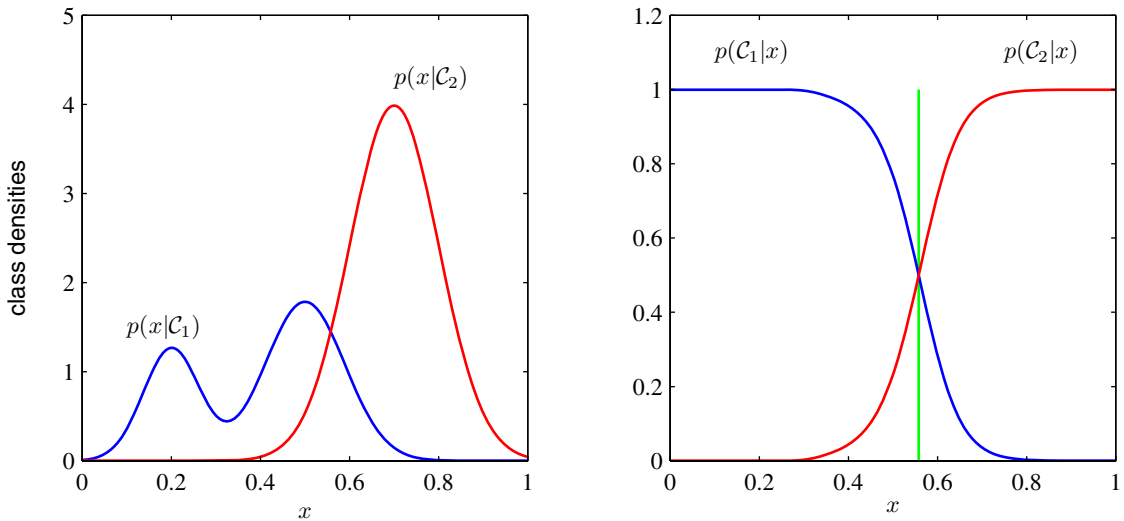 5
4
3
2
1
0
class densities
p(x|C₁)
p(x|C₂)
0 0.2 0.4 0.6 0.8 1
x
1.2
1
0.8
0.6
0.4
0.2
0
p(C₁|x)
p(C₂|x)
0 0.2 0.4 0.6 0.8 1
x